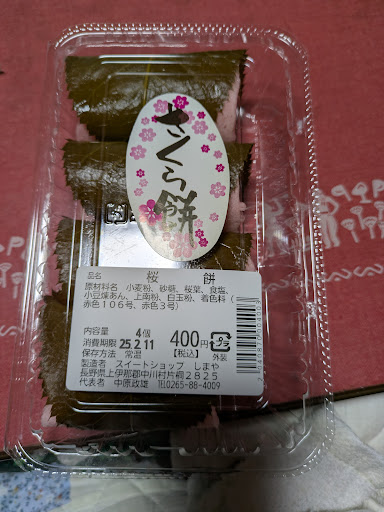 さくら餅
品名 桜 餅
原材料名 小麦粉、砂糖、桜葉、食塩、
小豆煉あん、上南粉、白玉粉、着色料（
赤色１０６号、赤色３号）
内容量 4個
消費期限 25.2.11
保存方法 常温
400円
[税込]
プラ
外装
製造者 スイートショップ しまや
長野県上伊那郡中川村片桐２８２５
代表者 中原政雄 TEL0265-88-4009